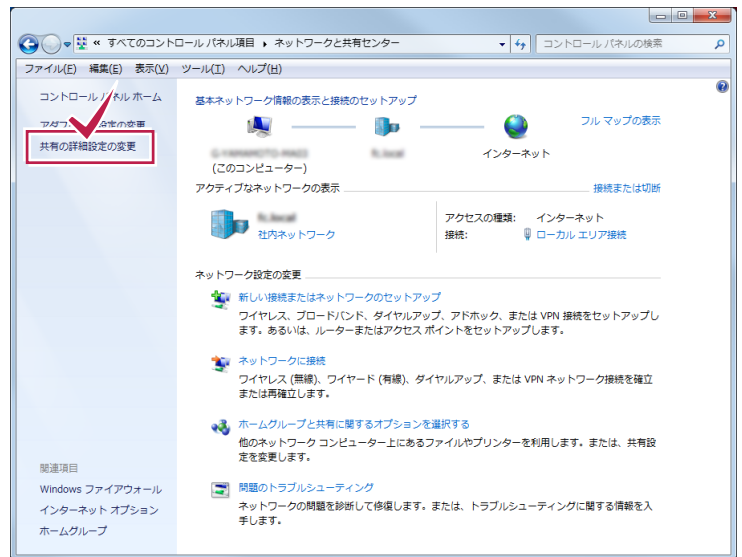 « すべてのコントロール パネル項目 ▸ ネットワークと共有センター
コントロール パネルの検索
ファイル(F) 編集(E) 表示(V) ツール(T) ヘルプ(H)
コントロール パネル ホーム
の変更
共有の詳細設定の変更
基本ネットワーク情報の表示と接続のセットアップ
フル マップの表示
(このコンピューター)
インターネット
アクティブなネットワークの表示
接続または切断
社内ネットワーク
アクセスの種類: インターネット
接続: ローカル エリア接続
ネットワーク設定の変更
新しい接続またはネットワークのセットアップ
ワイヤレス、ブロードバンド、ダイヤルアップ、アドホック、または VPN 接続をセットアップし
ます。あるいは、ルーターまたはアクセス ポイントをセットアップします。
ネットワークに接続
ワイヤレス (無線)、ワイヤード (有線)、ダイヤルアップ、または VPN ネットワーク接続を確立
または再確立します。
ホームグループと共有に関するオプションを選択する
他のネットワーク コンピューター上にあるファイルやプリンターを利用します。または、共有設
定を変更します。
問題のトラブルシューティング
ネットワークの問題を診断して修復します。または、トラブルシューティングに関する情報を入
手します。
関連項目
Windows ファイアウォール
インターネット オプション
ホームグループ